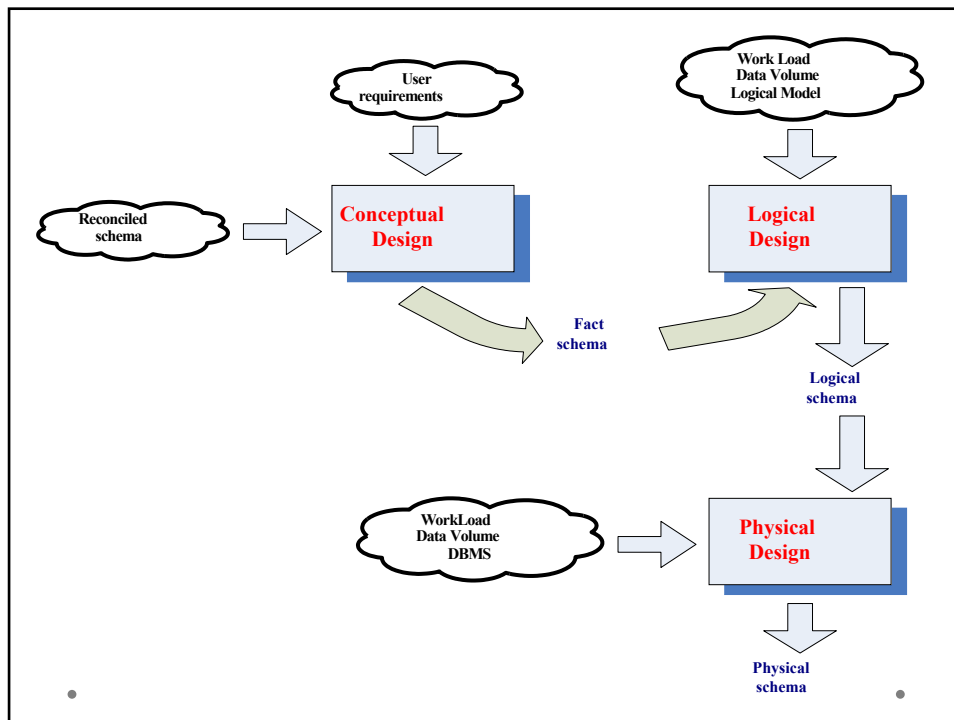 User
requirements
Work Load
Data Volume
Logical Model
Reconciled
schema
Conceptual
Design
Logical
Design
Fact
schema
Logical
schema
WorkLoad
Data Volume
DBMS
Physical
Design
Physical
schema